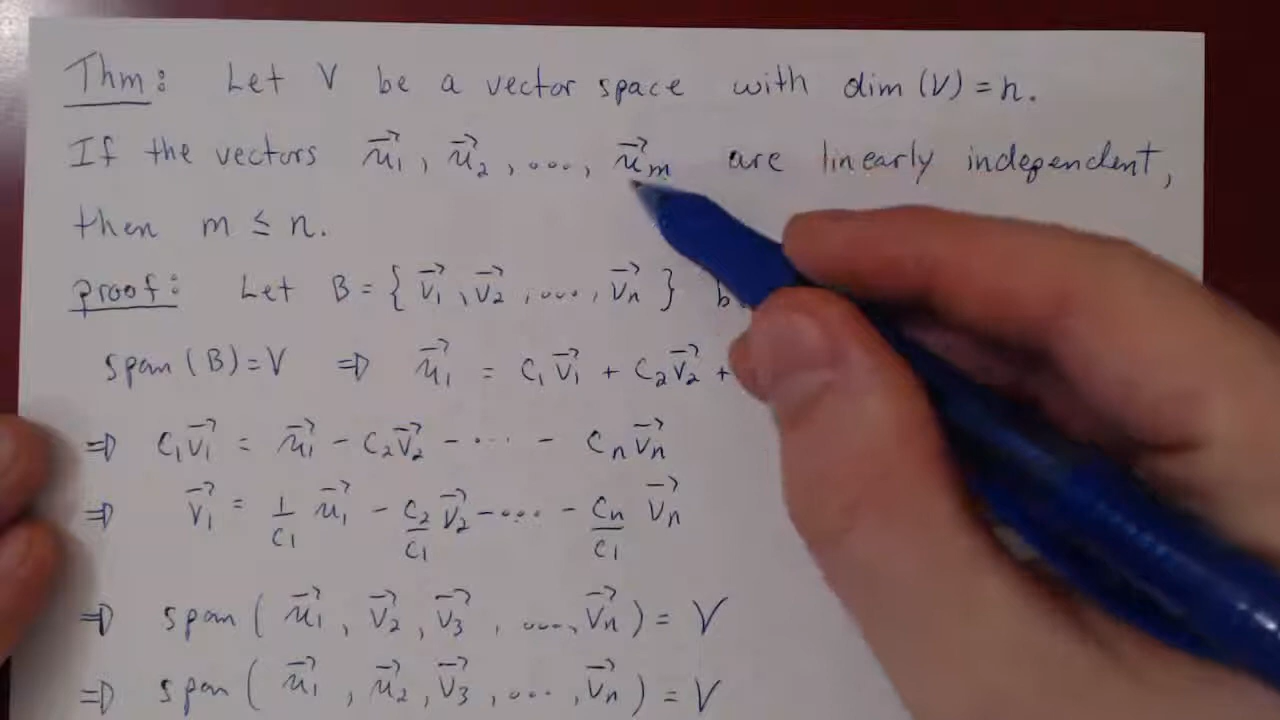 Thm: Let V be a vector space with dim (V) = n.
If the vectors u⃗₁, u⃗₂, ..., u⃗ₘ are linearly independent,
then m ≤ n.
proof: Let B = { v⃗₁, v⃗₂, ..., v⃗ₙ }
span (B) = V ⇒ u⃗₁ = c₁v⃗₁ + c₂v⃗₂ +
⇒ c₁v⃗₁ = u⃗₁ - c₂v⃗₂ - ... - cₙv⃗ₙ
⇒ v⃗₁ = 1/c₁ u⃗₁ - c₂/c₁ v⃗₂ - ... - cₙ/c₁ v⃗ₙ
⇒ span ( u⃗₁, v⃗₂, v⃗₃, ..., v⃗ₙ ) = V
⇒ span ( u⃗₁, u⃗₂, v⃗₃, ..., v⃗ₙ ) = V